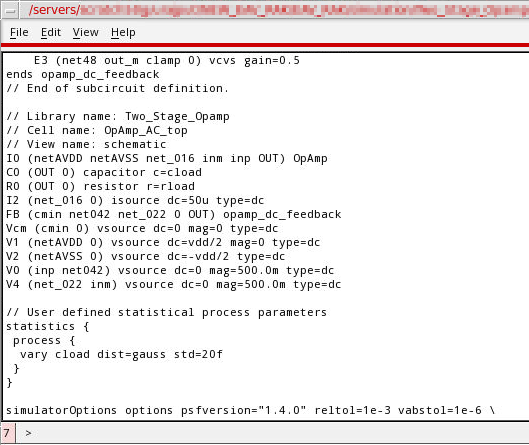 /servers/
File Edit View Help
E3 (net48 out_m clamp 0) vcvs gain=0.5
ends opamp_dc_feedback
// End of subcircuit definition.
// Library name: Two_Stage_Opamp
// Cell name: OpAmp_AC_top
// View name: schematic
I0 (netAVDD netAVSS net_016 inm inp OUT) OpAmp
C0 (OUT 0) capacitor c=cload
R0 (OUT 0) resistor r=rload
I2 (net_016 0) isource dc=50u type=dc
FB (cmin net042 net_022 0 OUT) opamp_dc_feedback
Vcm (cmin 0) vsource dc=0 mag=0 type=dc
V1 (netAVDD 0) vsource dc=vdd/2 mag=0 type=dc
V2 (netAVSS 0) vsource dc=-vdd/2 type=dc
V0 (inp net042) vsource dc=0 mag=500.0m type=dc
V4 (net_022 inm) vsource dc=0 mag=500.0m type=dc
// User defined statistical process parameters
statistics {
process {
vary cload dist=gauss std=20f
}
}
simulatorOptions options psfversion="1.4.0" reltol=1e-3 vabstol=1e-6 \
7 >